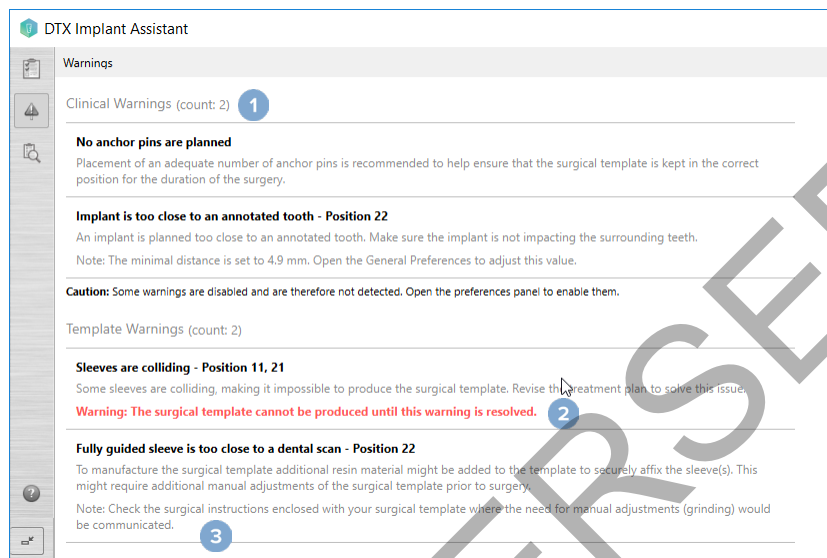 DTX Implant Assistant
Warnings
Clinical Warnings (count: 2) 1
No anchor pins are planned
Placement of an adequate number of anchor pins is recommended to help ensure that the surgical template is kept in the correct
position for the duration of the surgery.
Implant is too close to an annotated tooth - Position 22
An implant is planned too close to an annotated tooth. Make sure the implant is not impacting the surrounding teeth.
Note: The minimal distance is set to 4.9 mm. Open the General Preferences to adjust this value.
Caution: Some warnings are disabled and are therefore not detected. Open the preferences panel to enable them.
Template Warnings (count: 2)
Sleeves are colliding - Position 11, 21
Some sleeves are colliding, making it impossible to produce the surgical template. Revise the treatment plan to solve this issue.
Warning: The surgical template cannot be produced until this warning is resolved. 2
Fully guided sleeve is too close to a dental scan - Position 22
To manufacture the surgical template additional resin material might be added to the template to securely affix the sleeve(s). This
might require additional manual adjustments of the surgical template prior to surgery.
Note: Check the surgical instructions enclosed with your surgical template where the need for manual adjustments (grinding) would
be communicated.
3
ERSE